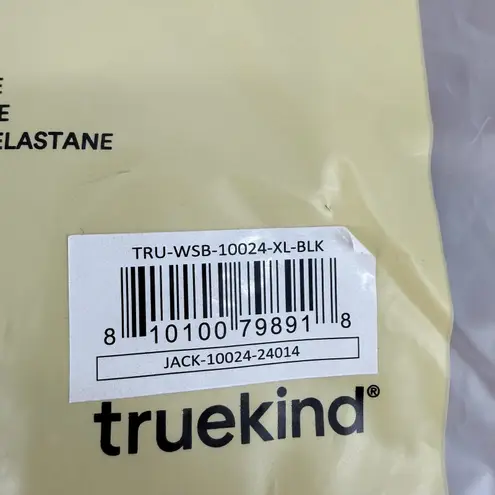 E
E
ELASTANE
TRU-WSB-10024-XL-BLK
8 10100 79891 8
JACK-10024-24014
truekind®